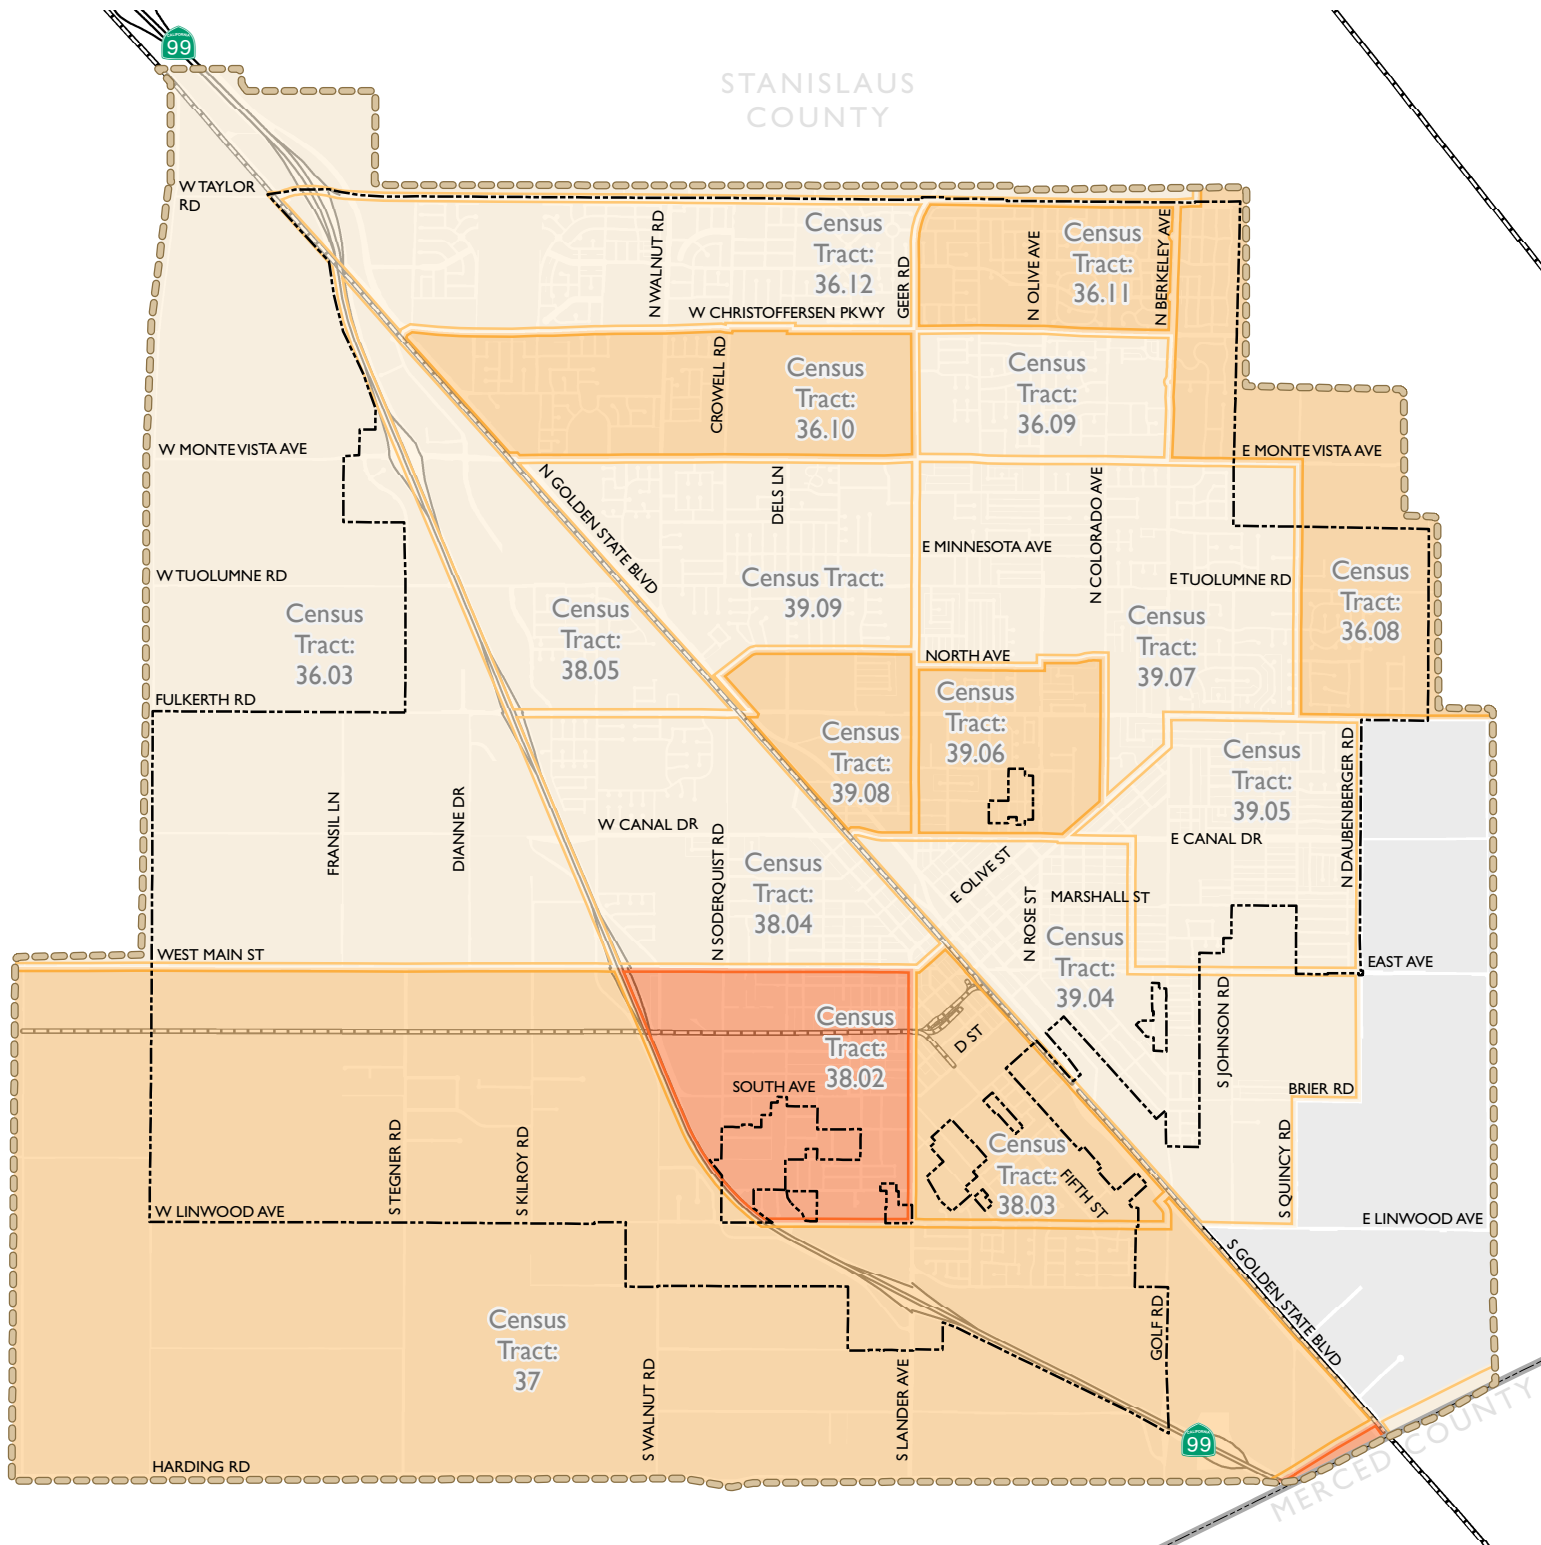 CALIFORNIA
99
STANISLAUS
COUNTY
W TAYLOR
RD
N WALNUT RD
Census
Tract:
36.12
GEER RD
N OLIVE AVE
Census
Tract:
36.11
N BERKELEY AVE
W CHRISTOFFERSEN PKWY
CROWELL RD
Census
Tract:
36.10
Census
Tract:
36.09
W MONTE VISTA AVE
E MONTE VISTA AVE
N GOLDEN STATE BLVD
DELS LN
N COLORADO AVE
E MINNESOTA AVE
W TUOLUMNE RD
Census Tract:
39.09
E TUOLUMNE RD
Census
Tract:
36.08
Census
Tract:
36.03
Census
Tract:
38.05
Census
Tract:
39.07
NORTH AVE
FULKERTH RD
Census
Tract:
39.06
Census
Tract:
39.08
Census
Tract:
39.05
N DAUBENBERGER RD
FRANSIL LN
DIANNE DR
W CANAL DR
N SODERQUIST RD
E CANAL DR
Census
Tract:
38.04
E OLIVE ST
N ROSE ST
MARSHALL ST
Census
Tract:
39.04
WEST MAIN ST
EAST AVE
S JOHNSON RD
Census
Tract:
38.02
D ST
SOUTH AVE
BRIER RD
S TEGNER RD
S KILROY RD
Census
Tract:
38.03
FIFTH ST
S QUINCY RD
W LINWOOD AVE
E LINWOOD AVE
S GOLDEN STATE BLVD
Census
Tract:
37
GOLF RD
S WALNUT RD
S LANDER AVE
CALIFORNIA
99
HARDING RD
MERCED COUNTY